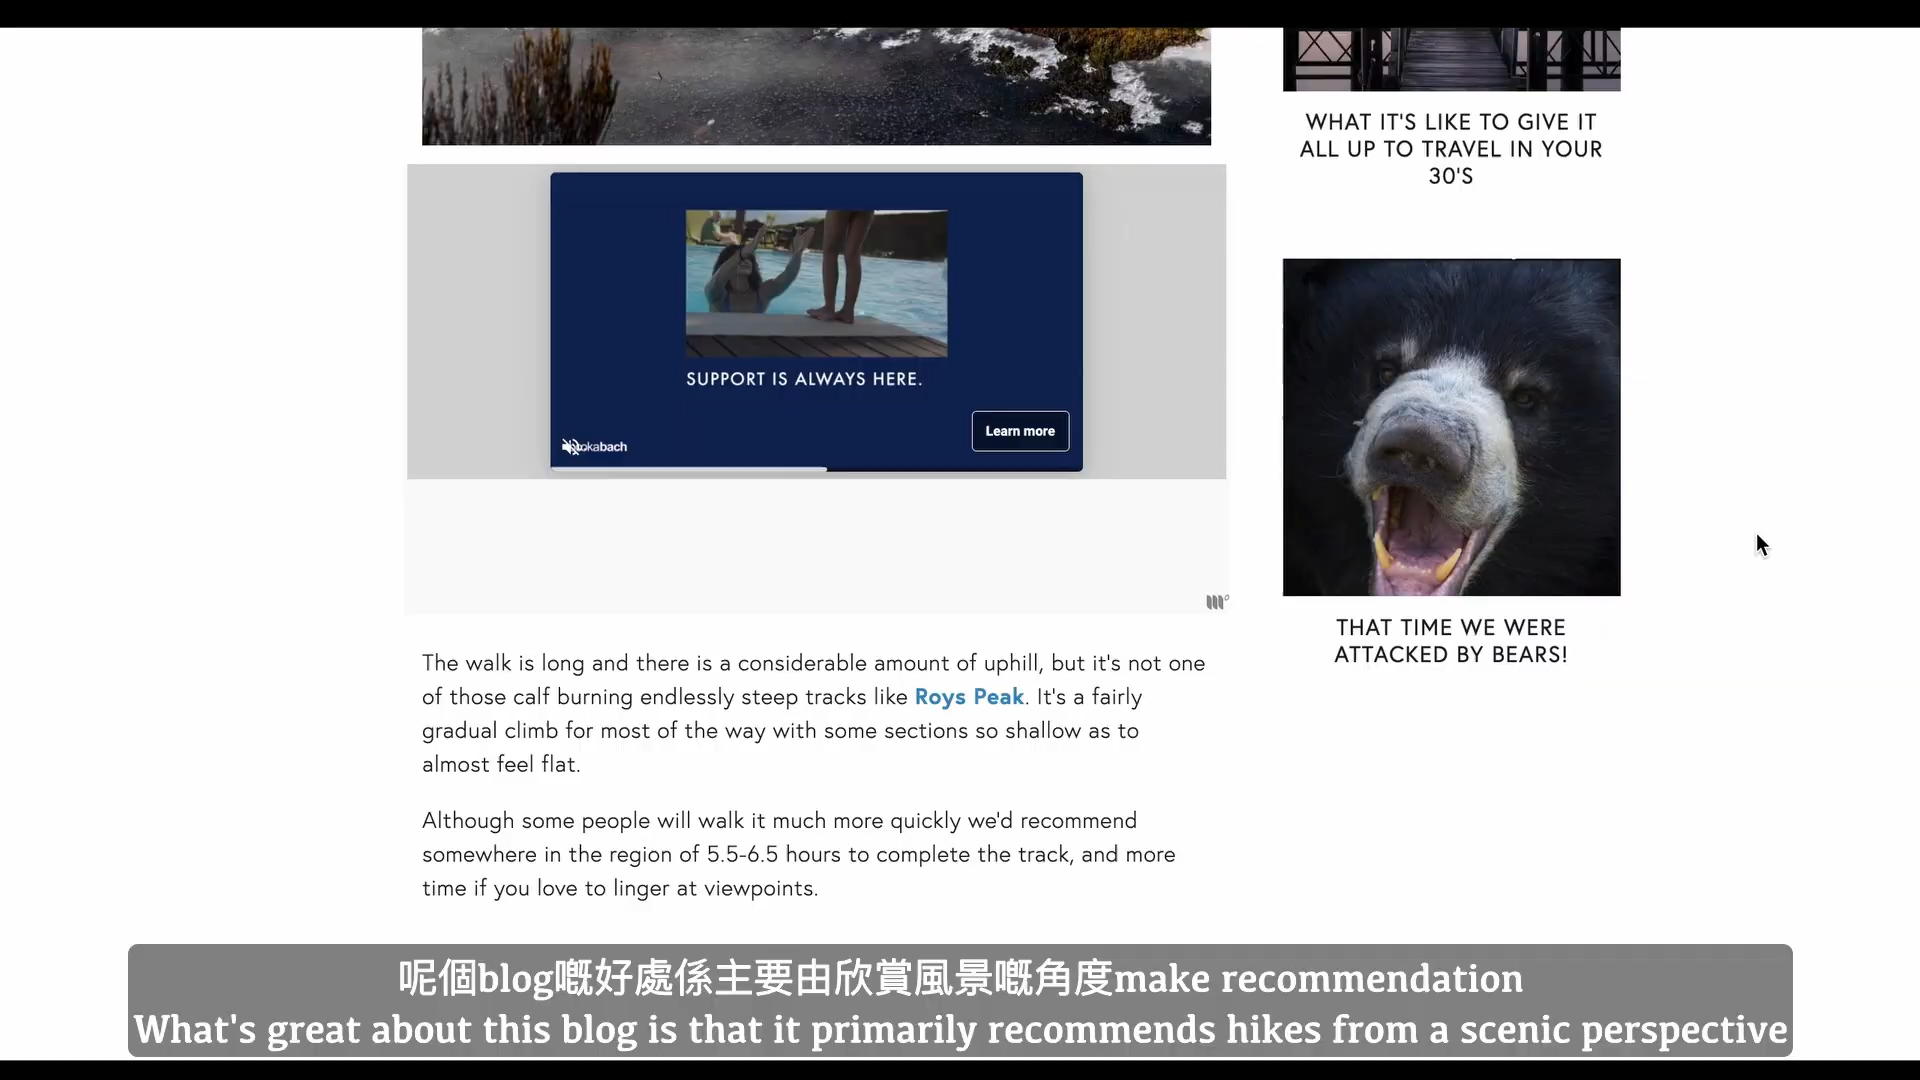 WHAT IT'S LIKE TO GIVE IT
ALL UP TO TRAVEL IN YOUR
30'S
SUPPORT IS ALWAYS HERE.
Learn more
THAT TIME WE WERE
ATTACKED BY BEARS!
The walk is long and there is a considerable amount of uphill, but it's not one
of those calf burning endlessly steep tracks like Roys Peak. It's a fairly
gradual climb for most of the way with some sections so shallow as to
almost feel flat.
Although some people will walk it much more quickly we'd recommend
somewhere in the region of 5.5-6.5 hours to complete the track, and more
time if you love to linger at viewpoints.
呢個blog嘅好處係主要由欣賞風景嘅角度make recommendation
What's great about this blog is that it primarily recommends hikes from a scenic perspective